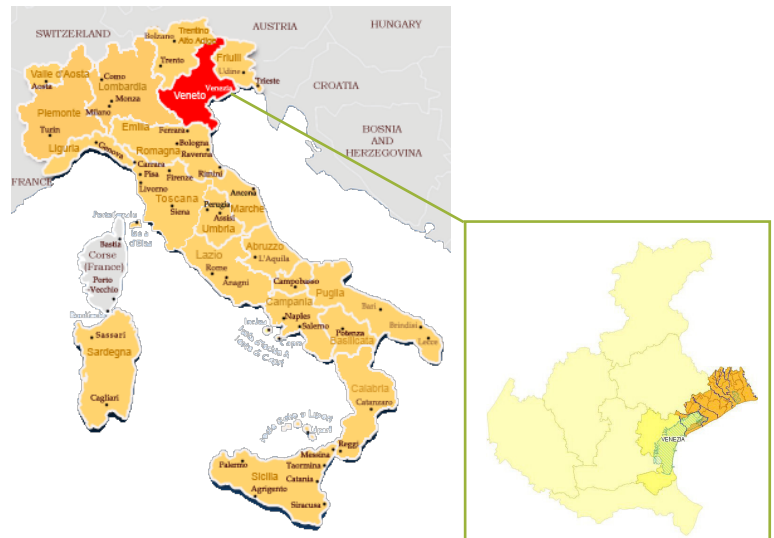 SWITZERLAND
AUSTRIA
HUNGARY
Bolzano
Trentino
Alto Adige
Trento
Friuli
Udine
Trieste
CROATIA
Valle d'Aosta
Aosta
Como
Lombardia
Monza
Milano
Veneto
Venezia
Piemonte
Turin
Emilia
Ferrara
BOSNIA
AND
HERZEGOVINA
Liguria
Genova
Romagna
Bologna
Ravenna
Carrara
Pisa
Firenze
Rimini
FRANCE
Livorno
Ancona
Toscana
Perugia
Marche
Siena
Assisi
Umbria
Bastia
Corse
(France)
Porto
-Vecchio
Abruzzo
L'Aquila
Lazio
Rome
Anagni
Campobasso
Puglia
Campania
Bari
Naples
Salerno
Potenza
Basilicata
Brindisi
Lecce
Sassari
Sardegna
Cagliari
Calabria
Catanzaro
Messina
Reggi
Palermo
Taormina
Sicilia
Catania
Agrigento
Siracusa
VENEZIA